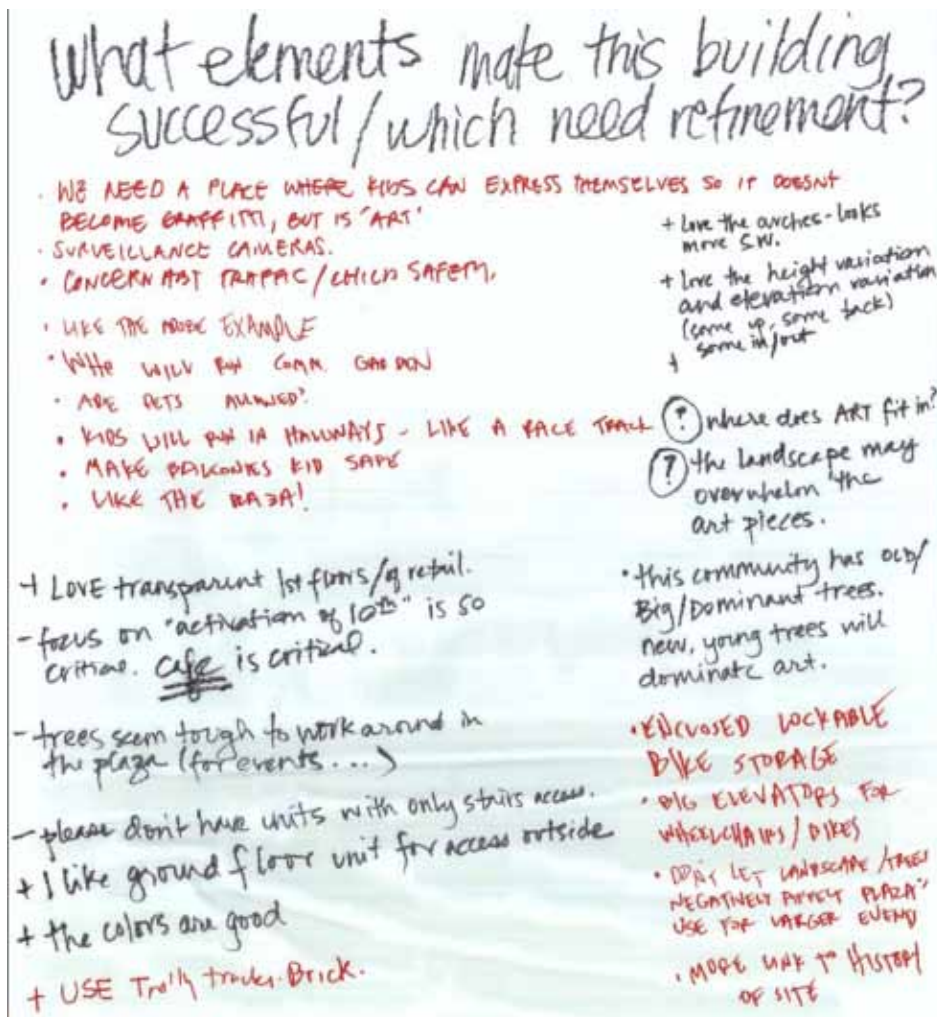 What elements make this building
successful/which need refinement?
. WE NEED A PLACE WHERE KIDS CAN EXPRESS THEMSELVES SO IT DOESNT
BECOME GRAFFITTI, BUT IS "ART"
· SURVEILLANCE CAMERAS.
· CONCERN ABT TRAFFIC/CHILD SAFETY.
· LIKE THE ADOBE EXAMPLE
· WHO WILL RUN COMM. GARDEN
· ARE PETS ALLOWED?
· KIDS WILL RUN IN HALLWAYS - LIKE A RACE TRACK
· MAKE BALCONIES KID SAFE
· LIKE THE !
+ LOVE transparent 1st floors/ retail.
- focus on "activation of 10th" is so
critical. cafe is critical.
- trees seem tough to work around in
the plaza (for events ...)
- please don't have units with only stairs access.
+ I like ground floor unit for access outside
+ the colors are good
+ USE Trolly tracks. Brick.
+ Love the arches - looks
more S.W.
+ love the height variation
and elevation variation
(some up, some back)
some in/out
+
? where does ART fit in?
? the landscape may
overwhelm the
art pieces.
· this community has OLD/
Big/Dominant trees.
new, young trees will
dominate art.
· ENCLOSED LOCKABLE
BIKE STORAGE
· BIG ELEVATORS FOR
WHEELCHAIRS/BIKES
· DON'T LET LANDSCAPE/TREES
NEGATIVELY AFFECT PLAZA"
USE FOR LARGER
· MORE LINK TO HISTORY
OF SITE